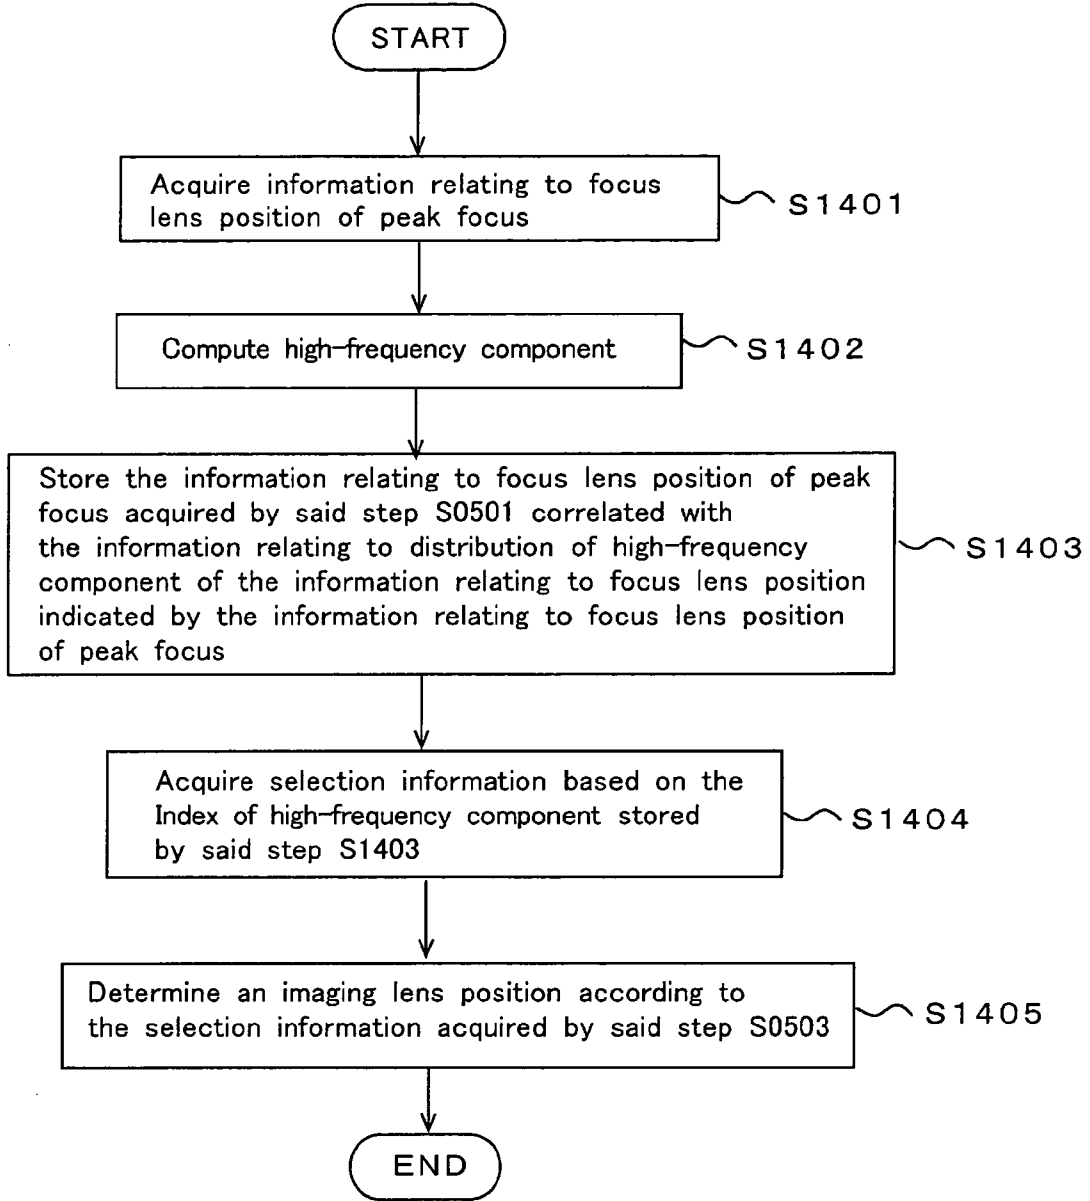 START
Acquire information relating to focus
lens position of peak focus
S1401
Compute high-frequency component
S1402
Store the information relating to focus lens position of peak
focus acquired by said step S0501 correlated with
the information relating to distribution of high-frequency
component of the information relating to focus lens position
indicated by the information relating to focus lens position
of peak focus
S1403
Acquire selection information based on the
Index of high-frequency component stored
by said step S1403
S1404
Determine an imaging lens position according to
the selection information acquired by said step S0503
S1405
END